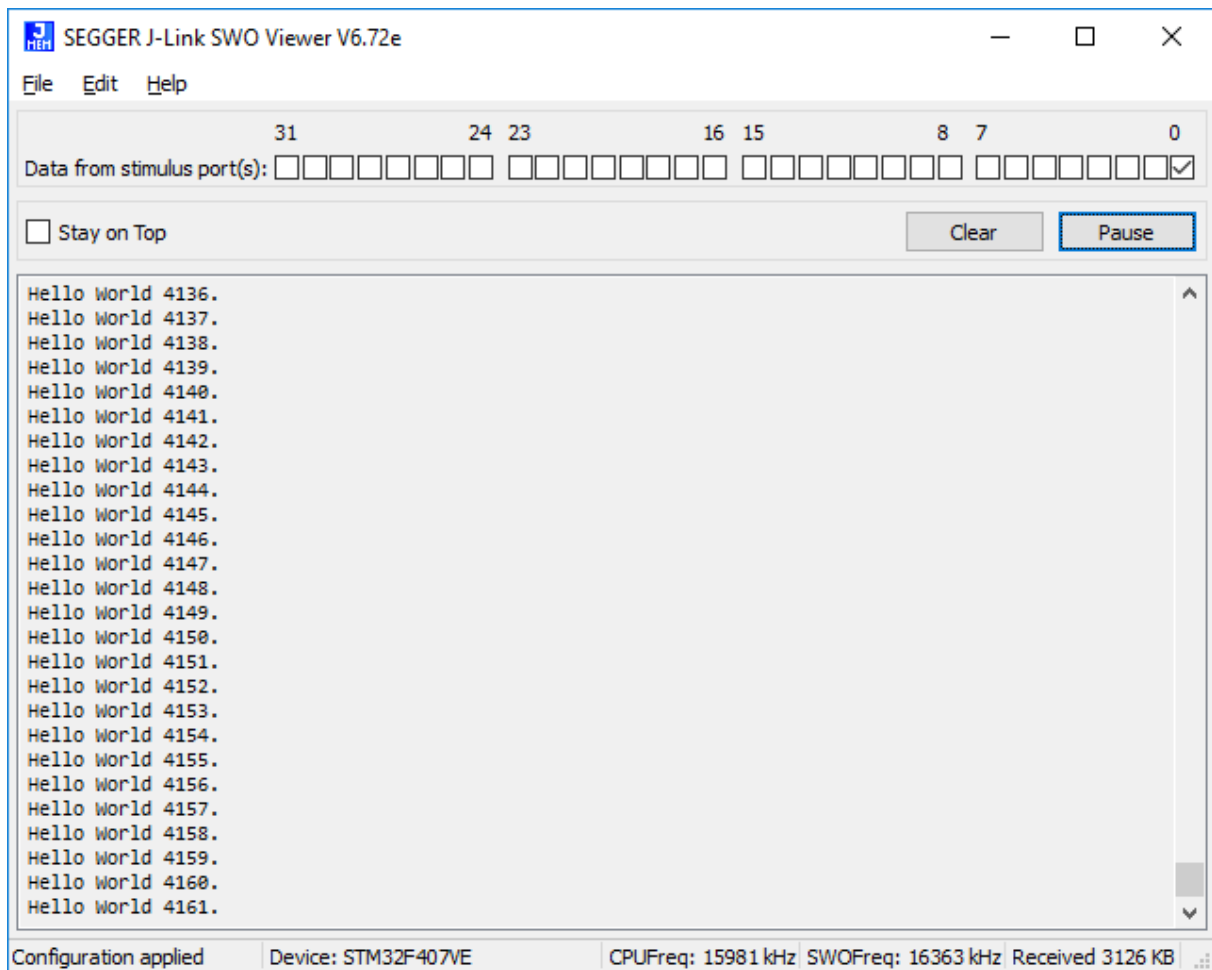 J
MEM
SEGGER J-Link SWO Viewer V6.72e
File Edit Help
31 24 23 16 15 8 7 0
Data from stimulus port(s):
Stay on Top Clear Pause
Hello World 4136.
Hello World 4137.
Hello World 4138.
Hello World 4139.
Hello World 4140.
Hello World 4141.
Hello World 4142.
Hello World 4143.
Hello World 4144.
Hello World 4145.
Hello World 4146.
Hello World 4147.
Hello World 4148.
Hello World 4149.
Hello World 4150.
Hello World 4151.
Hello World 4152.
Hello World 4153.
Hello World 4154.
Hello World 4155.
Hello World 4156.
Hello World 4157.
Hello World 4158.
Hello World 4159.
Hello World 4160.
Hello World 4161.
Configuration applied Device: STM32F407VE CPUFreq: 15981 kHz SWOFreq: 16363 kHz Received 3126 KB